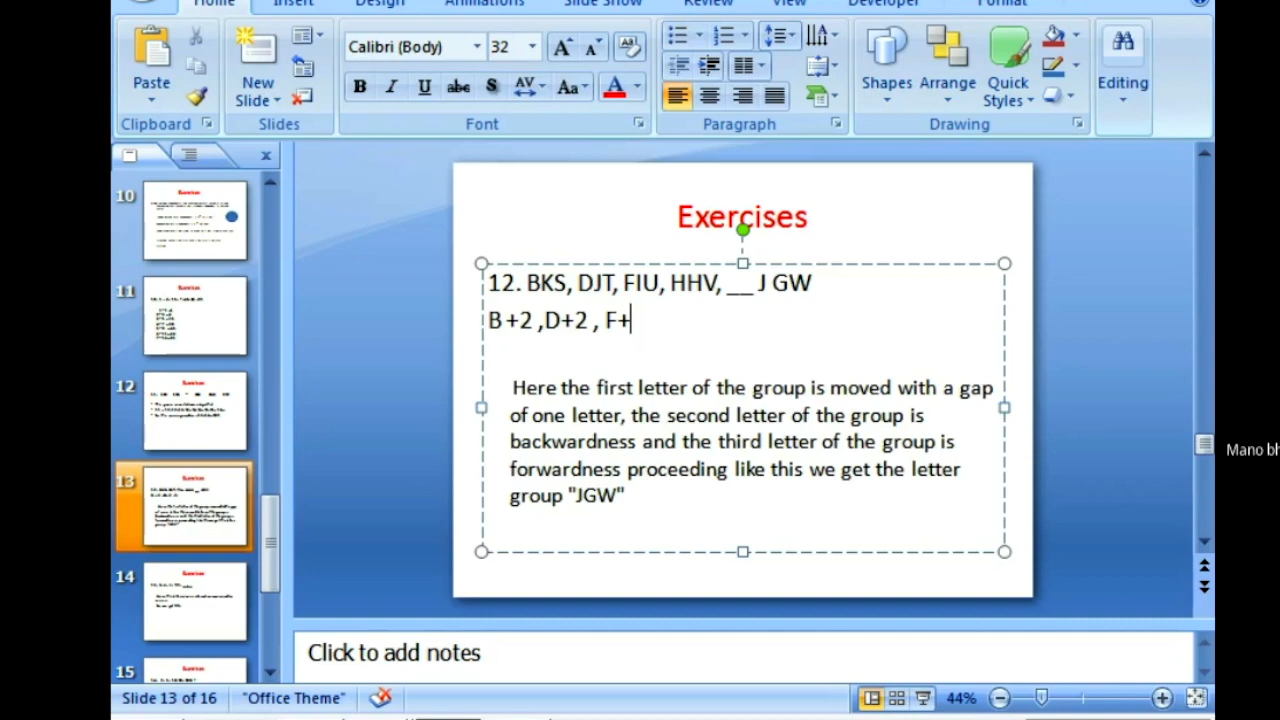 Home Insert Design Animations Slide Show Review View Developer Format
Calibri (Body) 32
Paste New Slide Shapes Arrange Quick Styles Editing
B I U abc S AV Aa A
Clipboard Slides Font Paragraph Drawing
10
11
12
13
14
15
Exercises
12. BKS, DJT, FIU, HHV, __ J GW
B +2 ,D+2 , F+
Here the first letter of the group is moved with a gap
of one letter, the second letter of the group is
backwardness and the third letter of the group is
forwardness proceeding like this we get the letter
group "JGW"
Mano bh
Click to add notes
Slide 13 of 16 "Office Theme" 44%